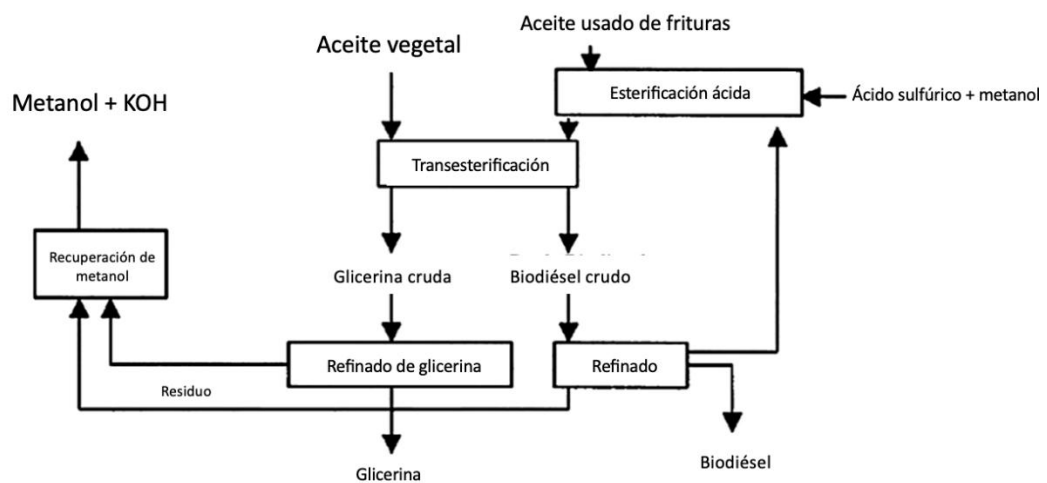 Aceite usado de frituras
Aceite vegetal
Esterificación ácida
Metanol + KOH
Ácido sulfúrico + metanol
Transesterificación
Recuperación de
metanol
Glicerina cruda
Biodiésel crudo
Refinado de glicerina
Refinado
Residuo
Glicerina
Biodiésel